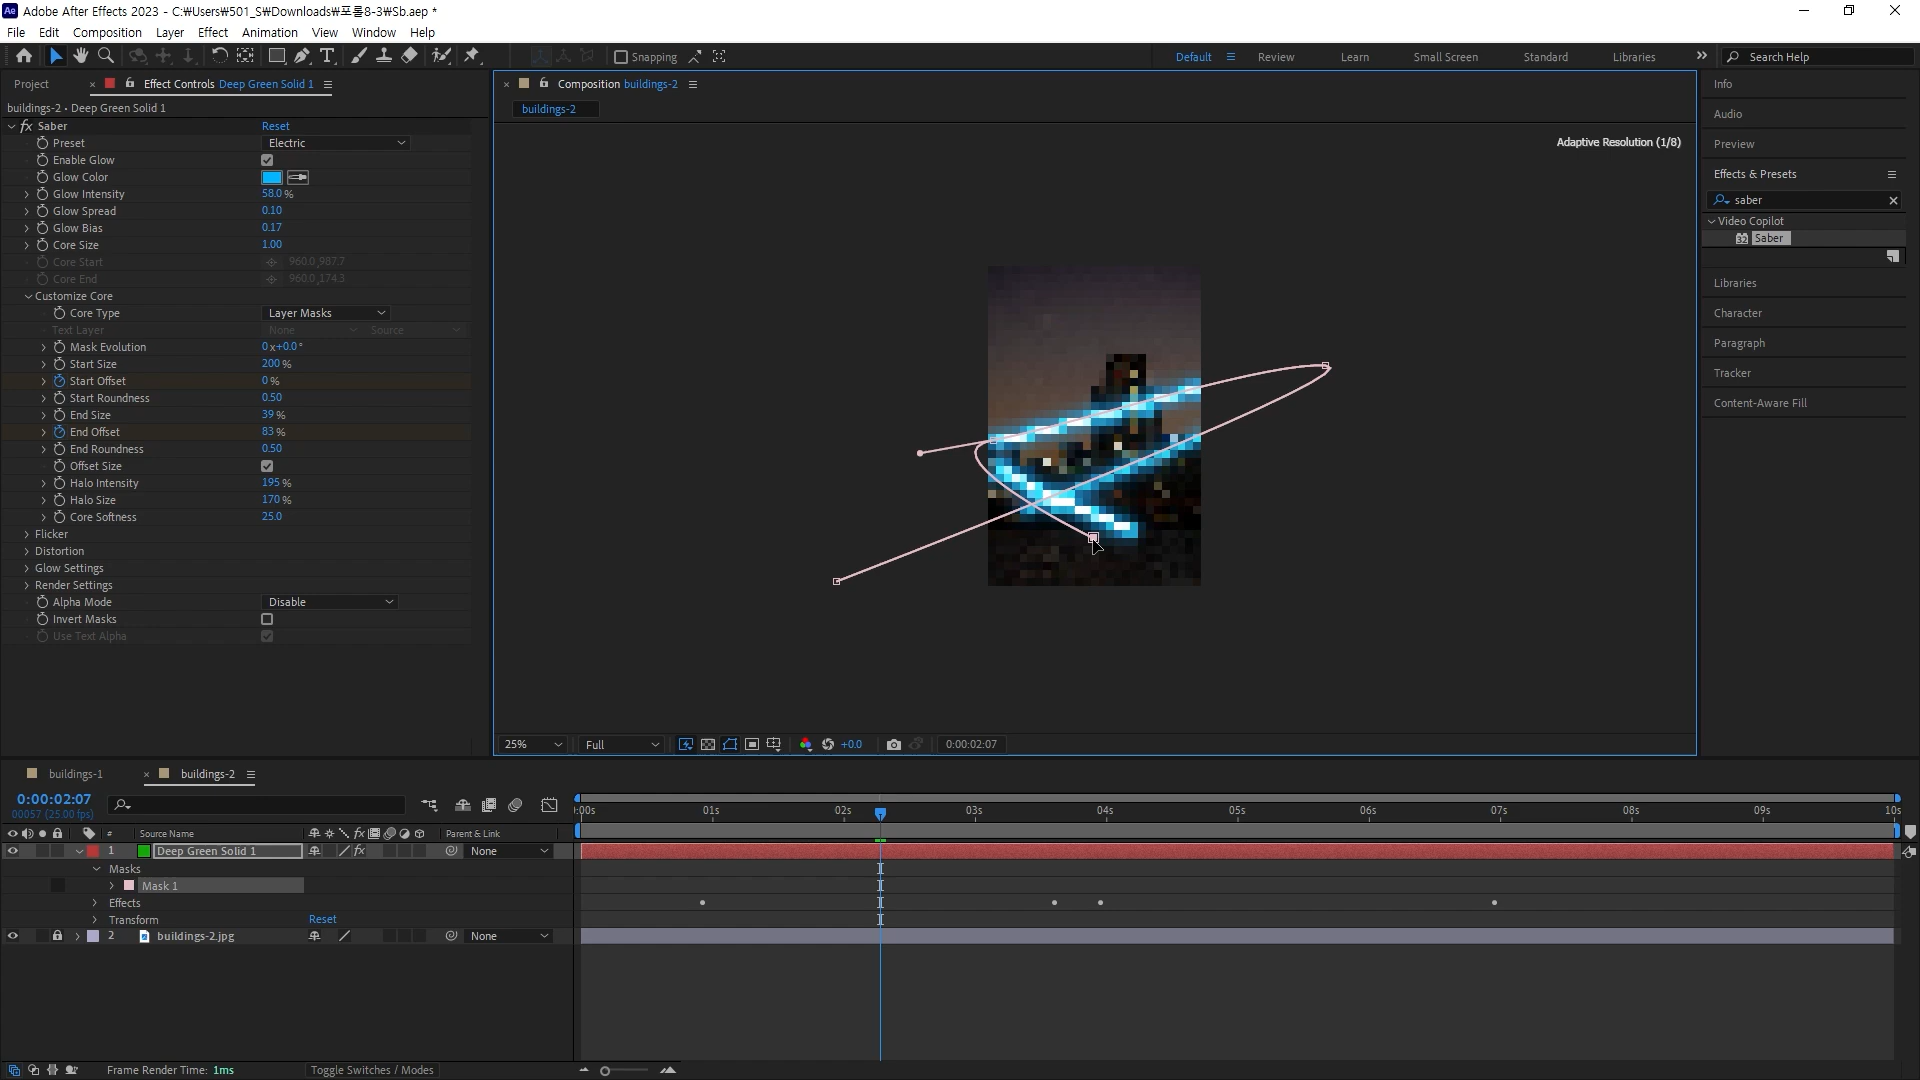 Adobe After Effects 2023 - C:₩Users₩501_S₩Downloads₩포롤8-3₩Sb.aep *
File Edit Composition Layer Effect Animation View Window Help
Snapping Default Review Learn Small Screen Standard Libraries Search Help
Project Effect Controls Deep Green Solid 1
buildings-2 • Deep Green Solid 1
fx Saber Reset
Preset Electric
Enable Glow
Glow Color
Glow Intensity 58.0 %
Glow Spread 0.10
Glow Bias 0.17
Core Size 1.00
Core Start 960.0,987.7
Core End 960.0,174.3
Customize Core
Core Type Layer Masks
Text Layer None Source
Mask Evolution 0x+0.0°
Start Size 200 %
Start Offset 0 %
Start Roundness 0.50
End Size 39 %
End Offset 83 %
End Roundness 0.50
Offset Size
Halo Intensity 195 %
Halo Size 170 %
Core Softness 25.0
Flicker
Distortion
Glow Settings
Render Settings
Alpha Mode Disable
Invert Masks
Use Text Alpha
Composition buildings-2
buildings-2
Adaptive Resolution (1/8)
25% Full +0.0 0:00:02:07
Info
Audio
Preview
Effects & Presets
saber
Video Copilot
32 Saber
Libraries
Character
Paragraph
Tracker
Content-Aware Fill
buildings-1 buildings-2
0:00:02:07
00057 (25.00 fps)
:00s 01s 02s 03s 04s 05s 06s 07s 08s 09s 10s
# Source Name fx Parent & Link
1 Deep Green Solid 1 fx None
Masks
Mask 1
Effects
Transform Reset
2 buildings-2.jpg None
Frame Render Time: 1ms Toggle Switches / Modes